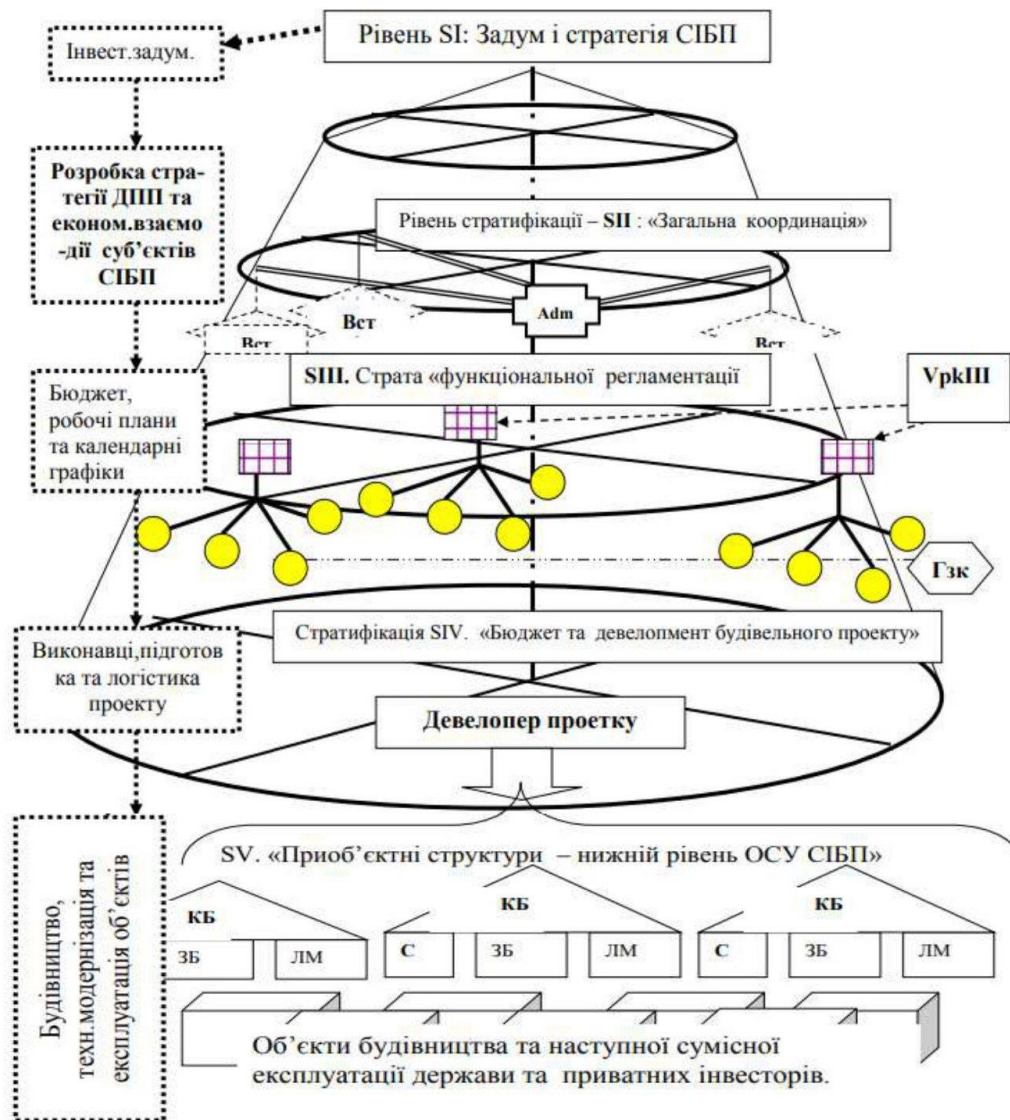 Рівень SI: Задум і стратегія СІБП
Інвест.задум.
Розробка стра-
тегії ДПП та
економ.взаємо
-дії суб’єктів
СІБП
Рівень стратифікації – SII : «Загальна координація»
Adm
Вст
Вст
Вст
SIII. Страта «функціональної регламентації
VpkIII
Бюджет,
робочі плани
та календарні
графіки
Гзк
Стратифікація SIV. «Бюджет та девелопмент будівельного проекту»
Виконавці,підготов
ка та логістика
проекту
Девелопер проетку
Будівництво,
техн.модернізація та
експлуатація об’єктів
SV. «Приоб’єктні структури – нижній рівень ОСУ СІБП»
КБ
КБ
КБ
ЗБ
ЛМ
С
ЗБ
ЛМ
С
ЗБ
ЛМ
Об’єкти будівництва та наступної сумісної
експлуатації держави та приватних інвесторів.